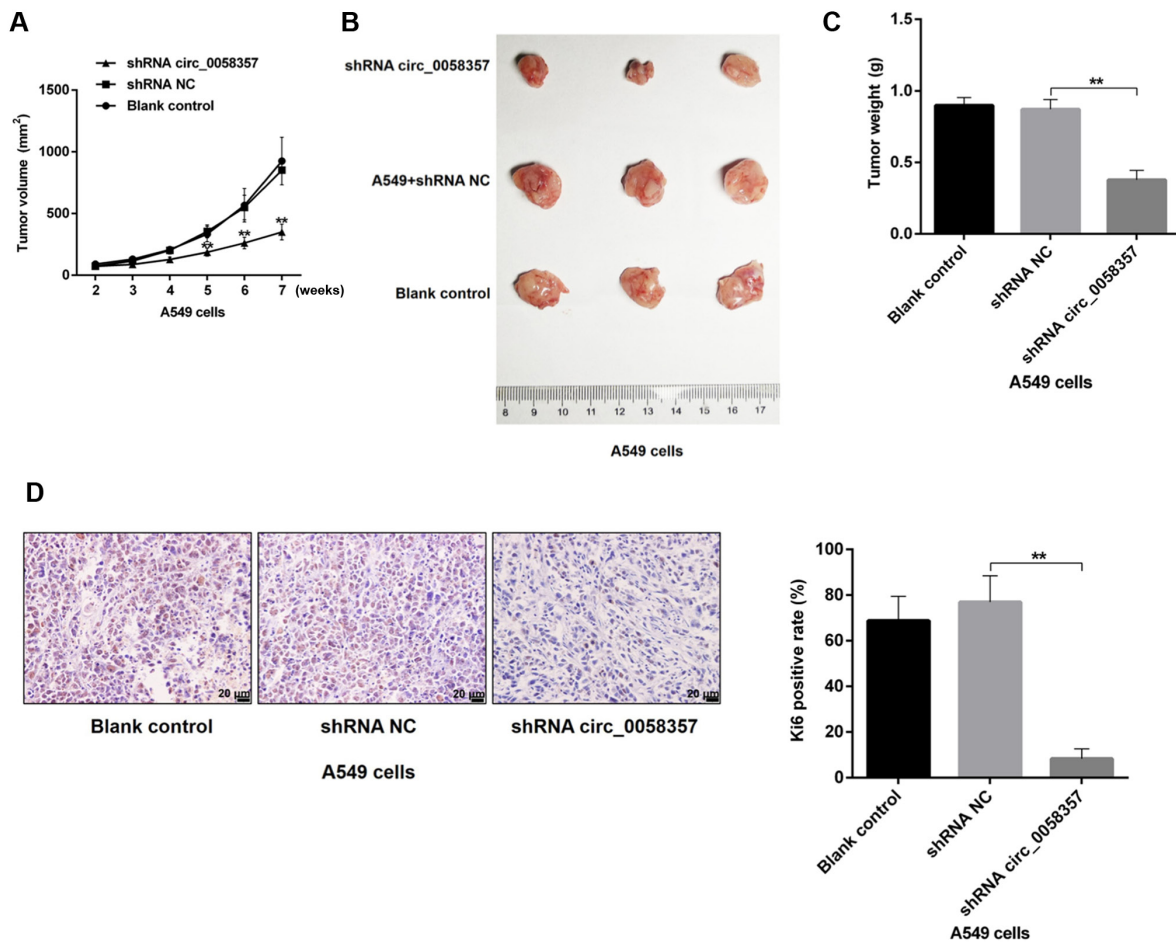 A
shRNA circ_0058357
shRNA NC
Blank control
Tumor volume (mm²)
1500
1000
500
0
** ** **
2 3 4 5 6 7 (weeks)
A549 cells
B
shRNA circ_0058357
A549+shRNA NC
Blank control
8 9 10 11 12 13 14 15 16 17
A549 cells
C
Tumor weight (g)
1.5
1.0
0.5
0.0
**
Blank control
shRNA NC
shRNA circ_0058357
A549 cells
D
20 μm
20 μm
20 μm
Blank control shRNA NC shRNA circ_0058357
A549 cells
Ki6 positive rate (%)
100
80
60
40
20
0
**
Blank control
shRNA NC
shRNA circ_0058357
A549 cells